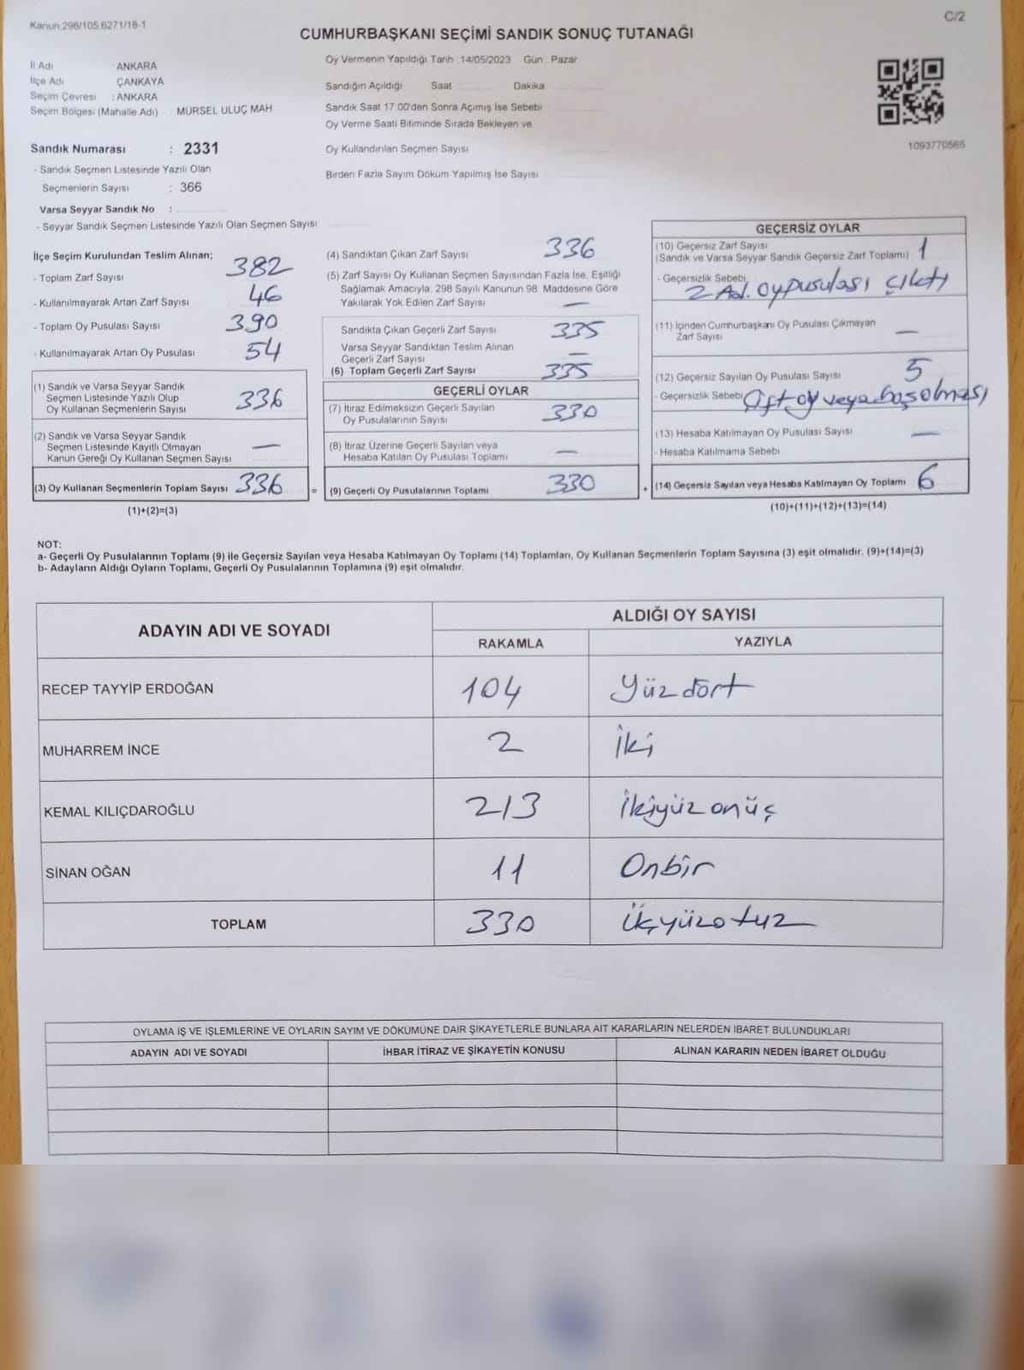 Kanun 298/105.6271/18-1
C/2
CUMHURBAŞKANI SEÇİMİ SANDIK SONUÇ TUTANAĞI
İl Adı ANKARA
İlçe Adı ÇANKAYA
Seçim Çevresi : ANKARA
Seçim Bölgesi (Mahalle Adı) MÜRSEL ULUÇ MAH
Sandık Numarası : 2331
- Sandık Seçmen Listesinde Yazılı Olan
Seçmenlerin Sayısı : 366
Varsa Seyyar Sandık No :
- Seyyar Sandık Seçmen Listesinde Yazılı Olan Seçmen Sayısı
Oy Vermenin Yapıldığı Tarih :14/05/2023 Gün : Pazar
Sandığın Açıldığı Saat Dakika
Sandık Saat 17.00'den Sonra Açımış İse Sebebi
Oy Verme Saati Bitiminde Sırada Bekleyen ve
Oy Kullandırılan Seçmen Sayısı
Birden Fazla Sayım Döküm Yapılmış İse Sayısı
1093770565
İlçe Seçim Kurulundan Teslim Alınan;
- Toplam Zarf Sayısı 382
- Kullanılmayarak Artan Zarf Sayısı 46
- Toplam Oy Pusulası Sayısı 390
- Kullanılmayarak Artan Oy Pusulası 54
(1) Sandık ve Varsa Seyyar Sandık
Seçmen Listesinde Yazılı Olup
Oy Kullanan Seçmenlerin Sayısı 336
(2) Sandık ve Varsa Seyyar Sandık
Seçmen Listesinde Kayıtlı Olmayan
Kanun Gereği Oy Kullanan Seçmen Sayısı —
(3) Oy Kullanan Seçmenlerin Toplam Sayısı 336 =
(1)+(2)=(3)
(4) Sandıktan Çıkan Zarf Sayısı 336
(5) Zarf Sayısı Oy Kullanan Seçmen Sayısından Fazla İse, Eşitliği
Sağlamak Amacıyla, 298 Sayılı Kanunun 98. Maddesine Göre
Yakılarak Yok Edilen Zarf Sayısı —
Sandıkta Çıkan Geçerli Zarf Sayısı 335
Varsa Seyyar Sandıktan Teslim Alınan
Geçerli Zarf Sayısı —
(6) Toplam Geçerli Zarf Sayısı 335
GEÇERLİ OYLAR
(7) İtiraz Edilmeksizin Geçerli Sayılan
Oy Pusulalarının Sayısı 330
(8) İtiraz Üzerine Geçerli Sayılan veya
Hesaba Katılan Oy Pusulası Toplamı —
(9) Geçerli Oy Pusulalarının Toplamı 330 +
GEÇERSİZ OYLAR
(10) Geçersiz Zarf Sayısı
(Sandık ve Varsa Seyyar Sandık Geçersiz Zarf Toplamı) 1
- Geçersizlik Sebebi
2 Ad. oy pusulası çıktı
(11) İçinden Cumhurbaşkanı Oy Pusulası Çıkmayan
Zarf Sayısı —
(12) Geçersiz Sayılan Oy Pusulası Sayısı 5
- Geçersizlik Sebebi Çift oy veya boş olması
(13) Hesaba Katılmayan Oy Pusulası Sayısı —
- Hesaba Katılmama Sebebi
(14) Geçersiz Sayılan veya Hesaba Katılmayan Oy Toplamı 6
(10)+(11)+(12)+(13)=(14)
NOT:
a- Geçerli Oy Pusulalarının Toplamı (9) ile Geçersiz Sayılan veya Hesaba Katılmayan Oy Toplamı (14) Toplamları, Oy Kullanan Seçmenlerin Toplam Sayısına (3) eşit olmalıdır. (9)+(14)=(3)
b- Adayların Aldığı Oyların Toplamı, Geçerli Oy Pusulalarının Toplamına (9) eşit olmalıdır.
ADAYIN ADI VE SOYADI
ALDIĞI OY SAYISI
RAKAMLA YAZIYLA
RECEP TAYYİP ERDOĞAN 104 Yüz dört
MUHARREM İNCE 2 İki
KEMAL KILIÇDAROĞLU 213 İkiyüz onüç
SİNAN OĞAN 11 Onbir
TOPLAM 330 üçyüzotuz
OYLAMA İŞ VE İŞLEMLERİNE VE OYLARIN SAYIM VE DÖKÜMÜNE DAİR ŞİKAYETLERLE BUNLARA AİT KARARLARIN NELERDEN İBARET BULUNDUKLARI
ADAYIN ADI VE SOYADI İHBAR İTİRAZ VE ŞİKAYETİN KONUSU ALINAN KARARIN NEDEN İBARET OLDUĞU